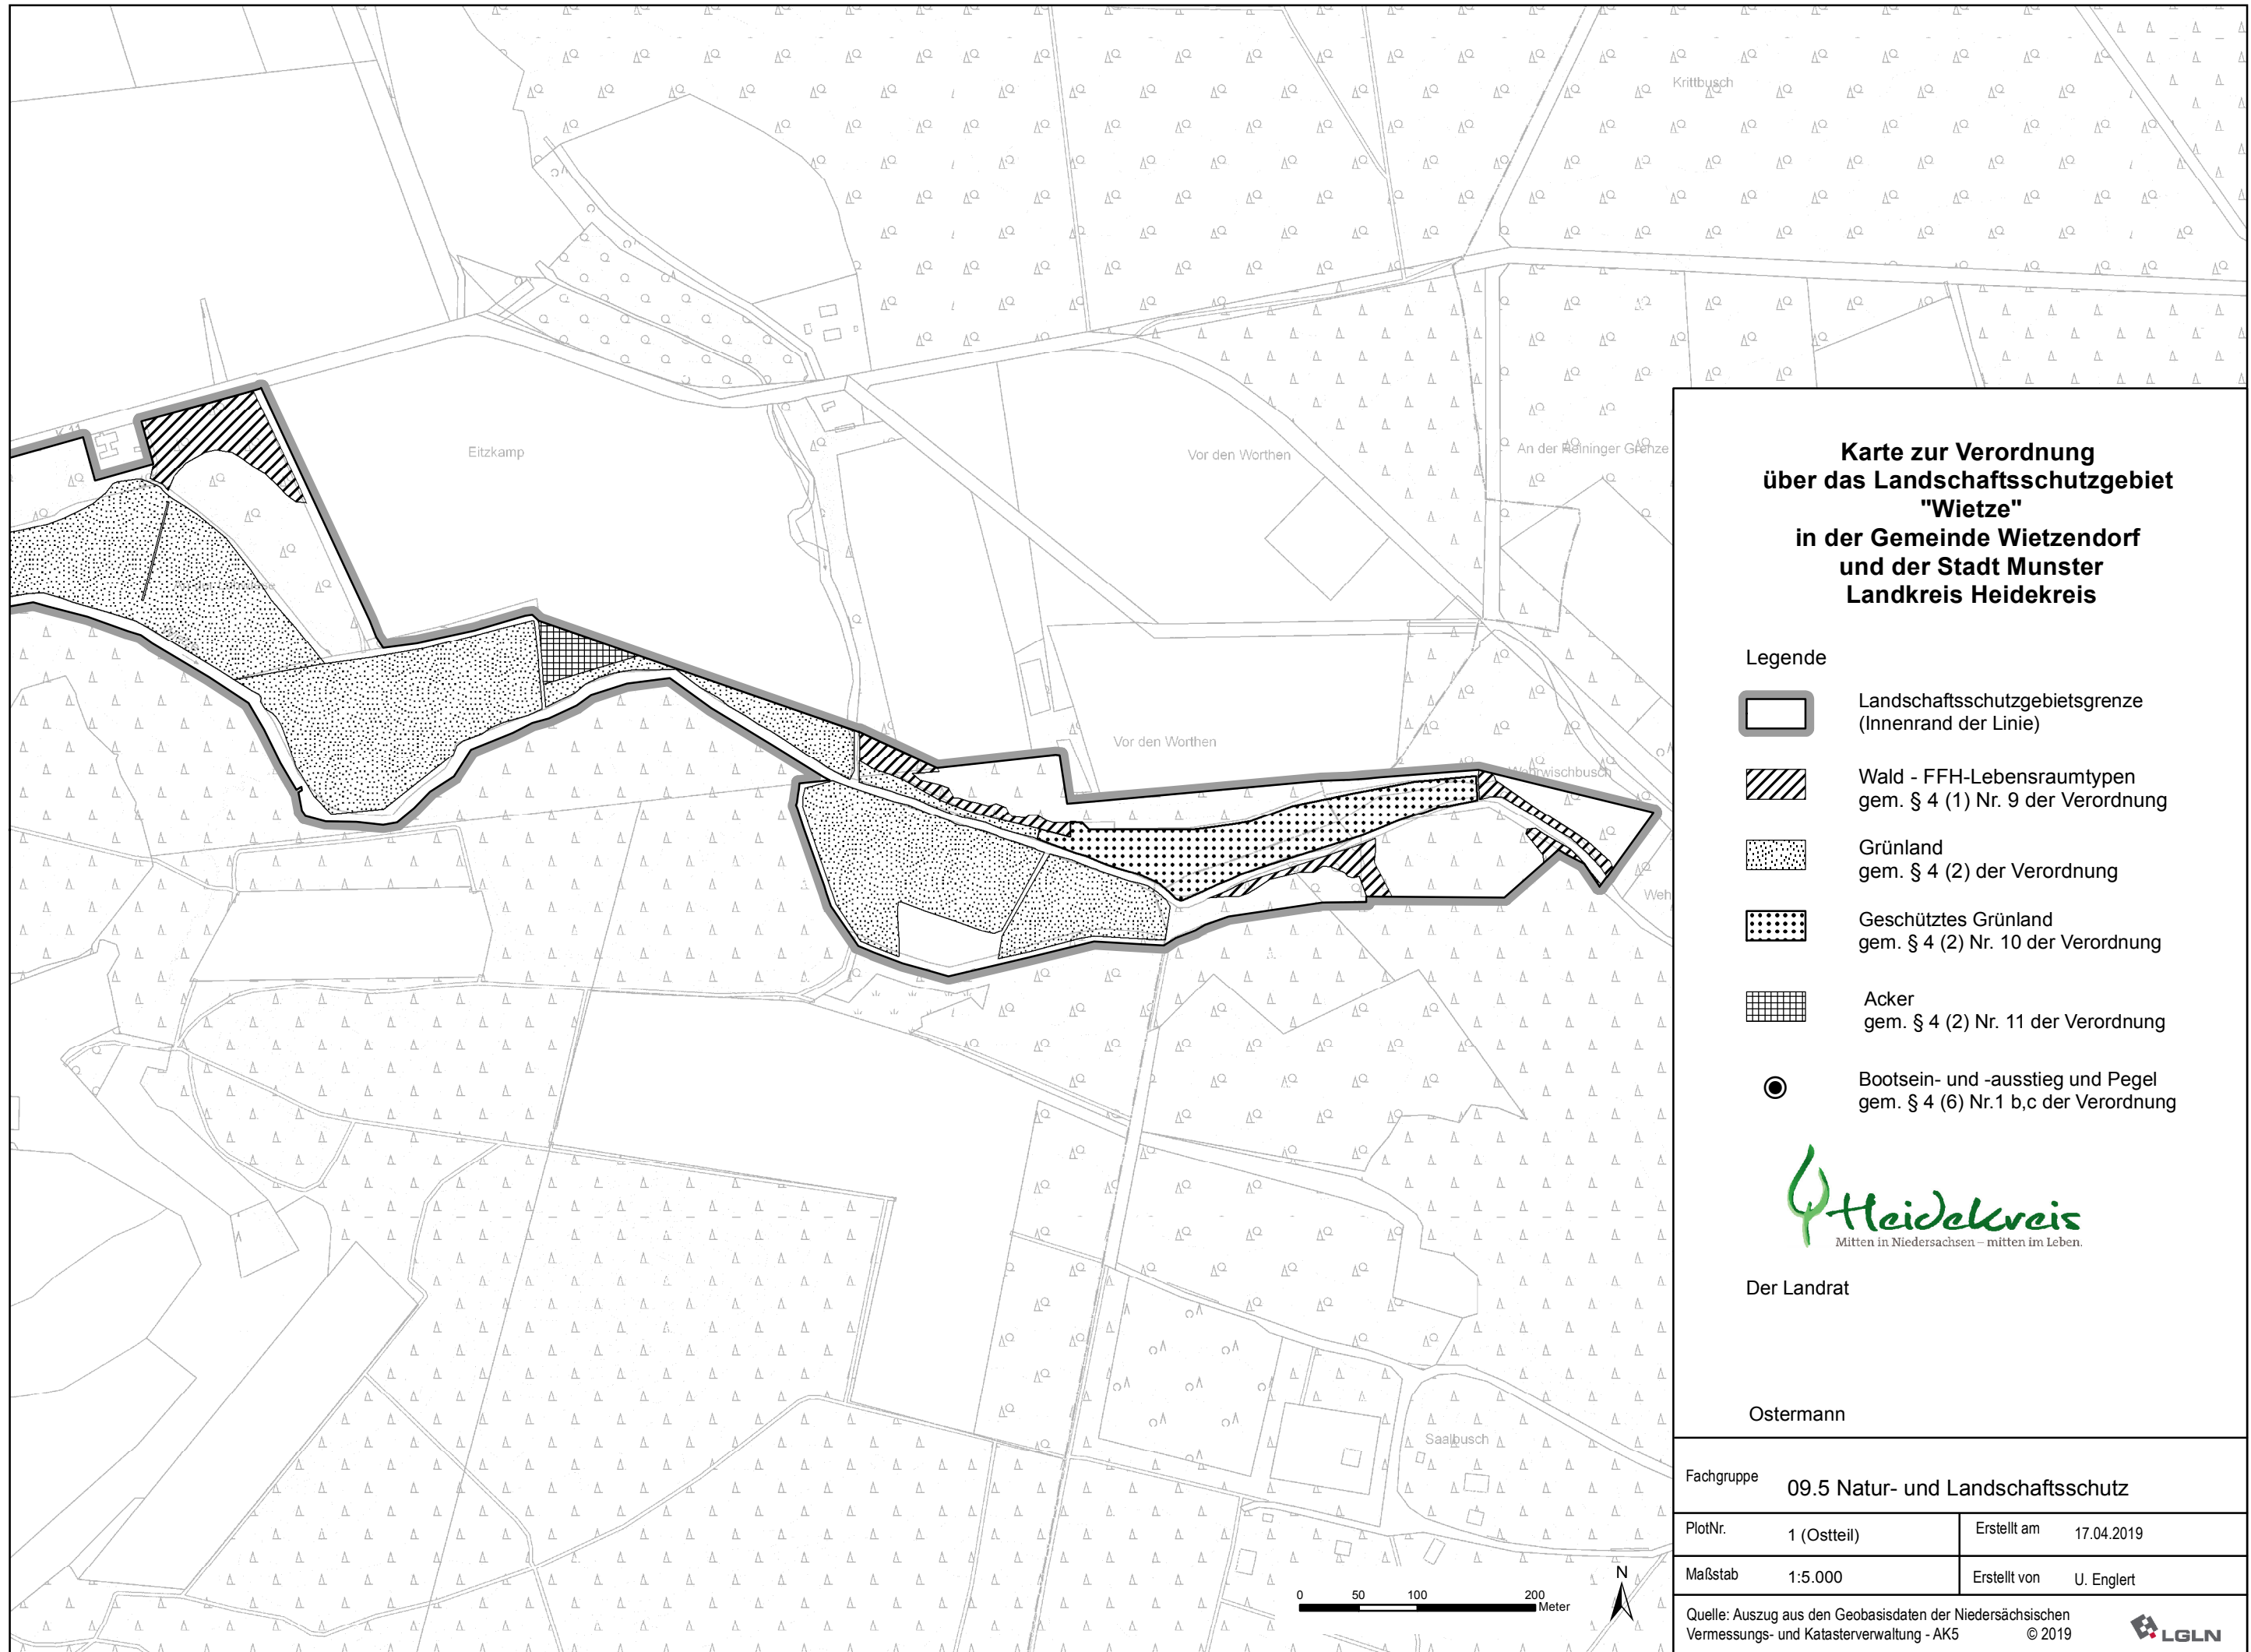 Krittbusch
K 11
Eitzkamp
Vor den Worthen
An der Reininger Grenze
Vor den Worthen
Wehrwischbusch
Weh
Saalbusch
0 50 100 200
Meter
N
Karte zur Verordnung
über das Landschaftsschutzgebiet
"Wietze"
in der Gemeinde Wietzendorf
und der Stadt Munster
Landkreis Heidekreis
Legende
Landschaftsschutzgebietsgrenze
(Innenrand der Linie)
Wald - FFH-Lebensraumtypen
gem. § 4 (1) Nr. 9 der Verordnung
Grünland
gem. § 4 (2) der Verordnung
Geschütztes Grünland
gem. § 4 (2) Nr. 10 der Verordnung
Acker
gem. § 4 (2) Nr. 11 der Verordnung
Bootsein- und -ausstieg und Pegel
gem. § 4 (6) Nr.1 b,c der Verordnung
Heidekreis
Mitten in Niedersachsen – mitten im Leben.
Der Landrat
Ostermann
Fachgruppe 09.5 Natur- und Landschaftsschutz
PlotNr. 1 (Ostteil) Erstellt am 17.04.2019
Maßstab 1:5.000 Erstellt von U. Englert
Quelle: Auszug aus den Geobasisdaten der Niedersächsischen
Vermessungs- und Katasterverwaltung - AK5 © 2019
LGLN